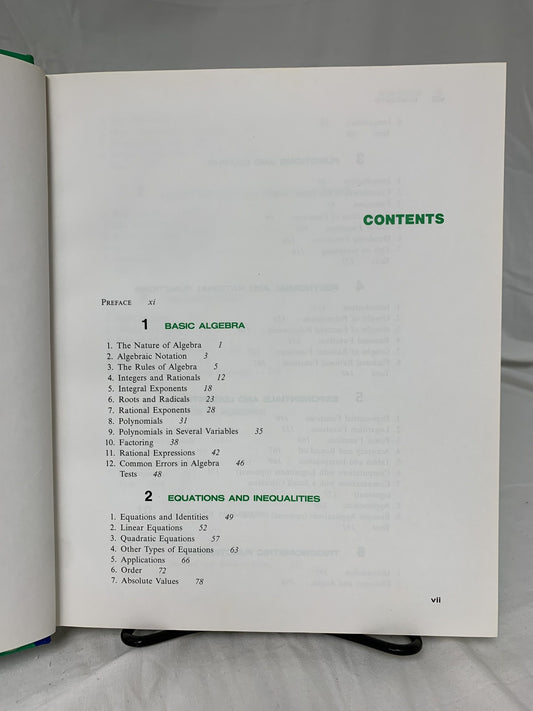 CONTENTS
PREFACE xi
1 BASIC ALGEBRA
1. The Nature of Algebra 1
2. Algebraic Notation 3
3. The Rules of Algebra 5
4. Integers and Rationals 12
5. Integral Exponents 18
6. Roots and Radicals 23
7. Rational Exponents 28
8. Polynomials 31
9. Polynomials in Several Variables 35
10. Factoring 38
11. Rational Expressions 42
12. Common Errors in Algebra 46
Tests 48
2 EQUATIONS AND INEQUALITIES
1. Equations and Identities 49
2. Linear Equations 52
3. Quadratic Equations 57
4. Other Types of Equations 63
5. Applications 66
6. Order 72
7. Absolute Values 78
vii